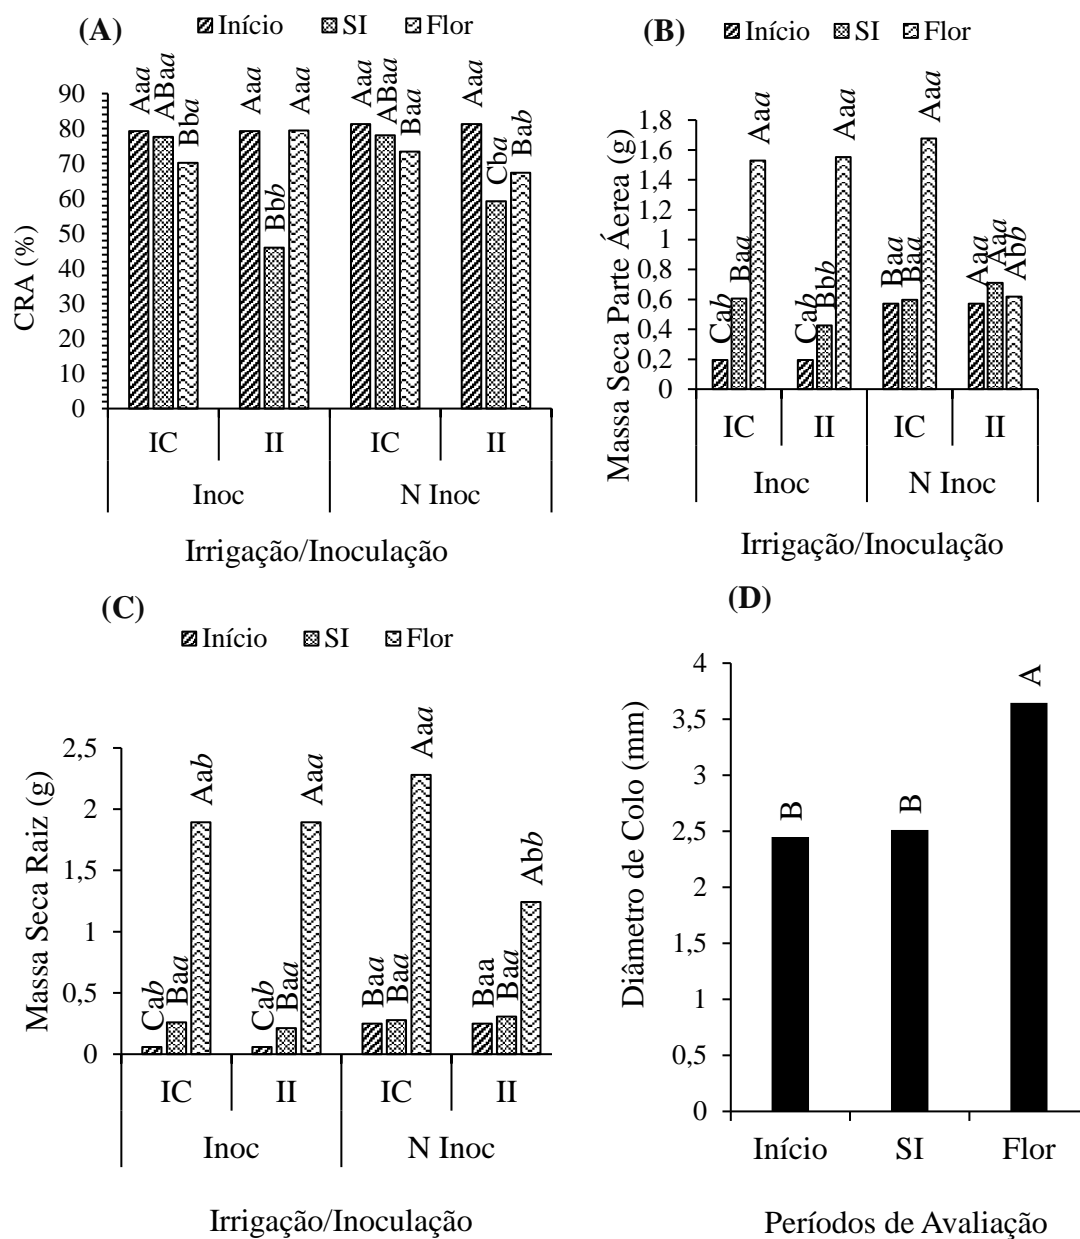 (A)
Início SI Flor
CRA (%)
90
80
70
60
50
40
30
20
10
0
Aaa ABaa Bba Aaa Bbb Aaa Aaa ABaa Baa Aaa Cba Bab
IC II IC II
Inoc N Inoc
Irrigação/Inoculação
(B)
Início SI Flor
Massa Seca Parte Áerea (g)
1,8
1,6
1,4
1,2
1
0,8
0,6
0,4
0,2
0
Cab Baa Aaa Cab Bbb Aaa Baa Baa Aaa Aaa Aaa Abb
IC II IC II
Inoc N Inoc
Irrigação/Inoculação
(C)
Início SI Flor
Massa Seca Raiz (g)
2,5
2
1,5
1
0,5
0
Cab Baa Aab Cab Baa Aaa Baa Baa Aaa Baa Baa Abb
IC II IC II
Inoc N Inoc
Irrigação/Inoculação
(D)
Diâmetro de Colo (mm)
4
3,5
3
2,5
2
1,5
1
0,5
0
B B A
Início SI Flor
Períodos de Avaliação